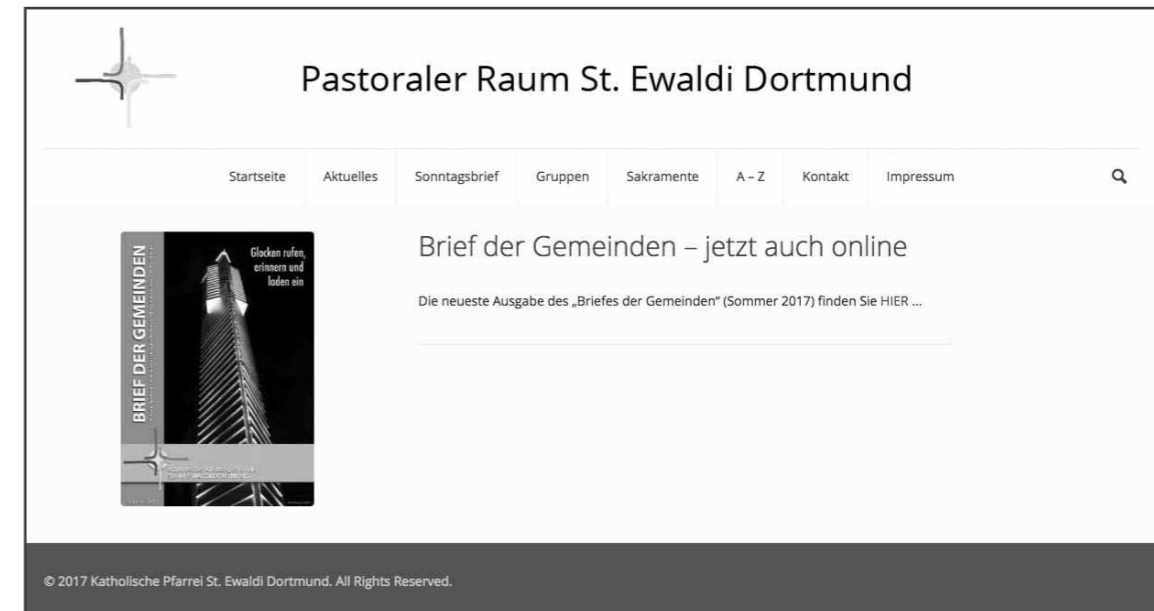 Pastoraler Raum St. Ewaldi Dortmund
Startseite Aktuelles Sonntagsbrief Gruppen Sakramente A – Z Kontakt Impressum
BRIEF DER GEMEINDEN
Glocken rufen,
erinnern und
laden ein
Brief der Gemeinden – jetzt auch online
Die neueste Ausgabe des „Briefes der Gemeinden“ (Sommer 2017) finden Sie HIER ...
© 2017 Katholische Pfarrei St. Ewaldi Dortmund. All Rights Reserved.